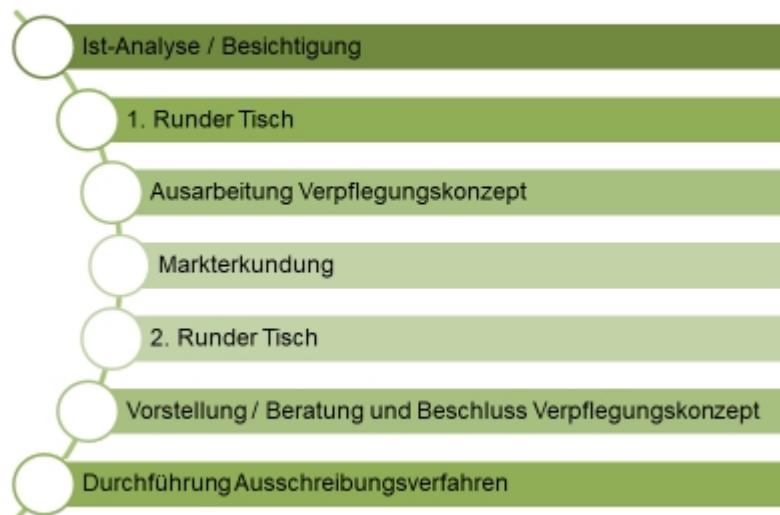 Ist-Analyse / Besichtigung
1. Runder Tisch
Ausarbeitung Verpflegungskonzept
Markterkundung
2. Runder Tisch
Vorstellung / Beratung und Beschluss Verpflegungskonzept
Durchführung Ausschreibungsverfahren